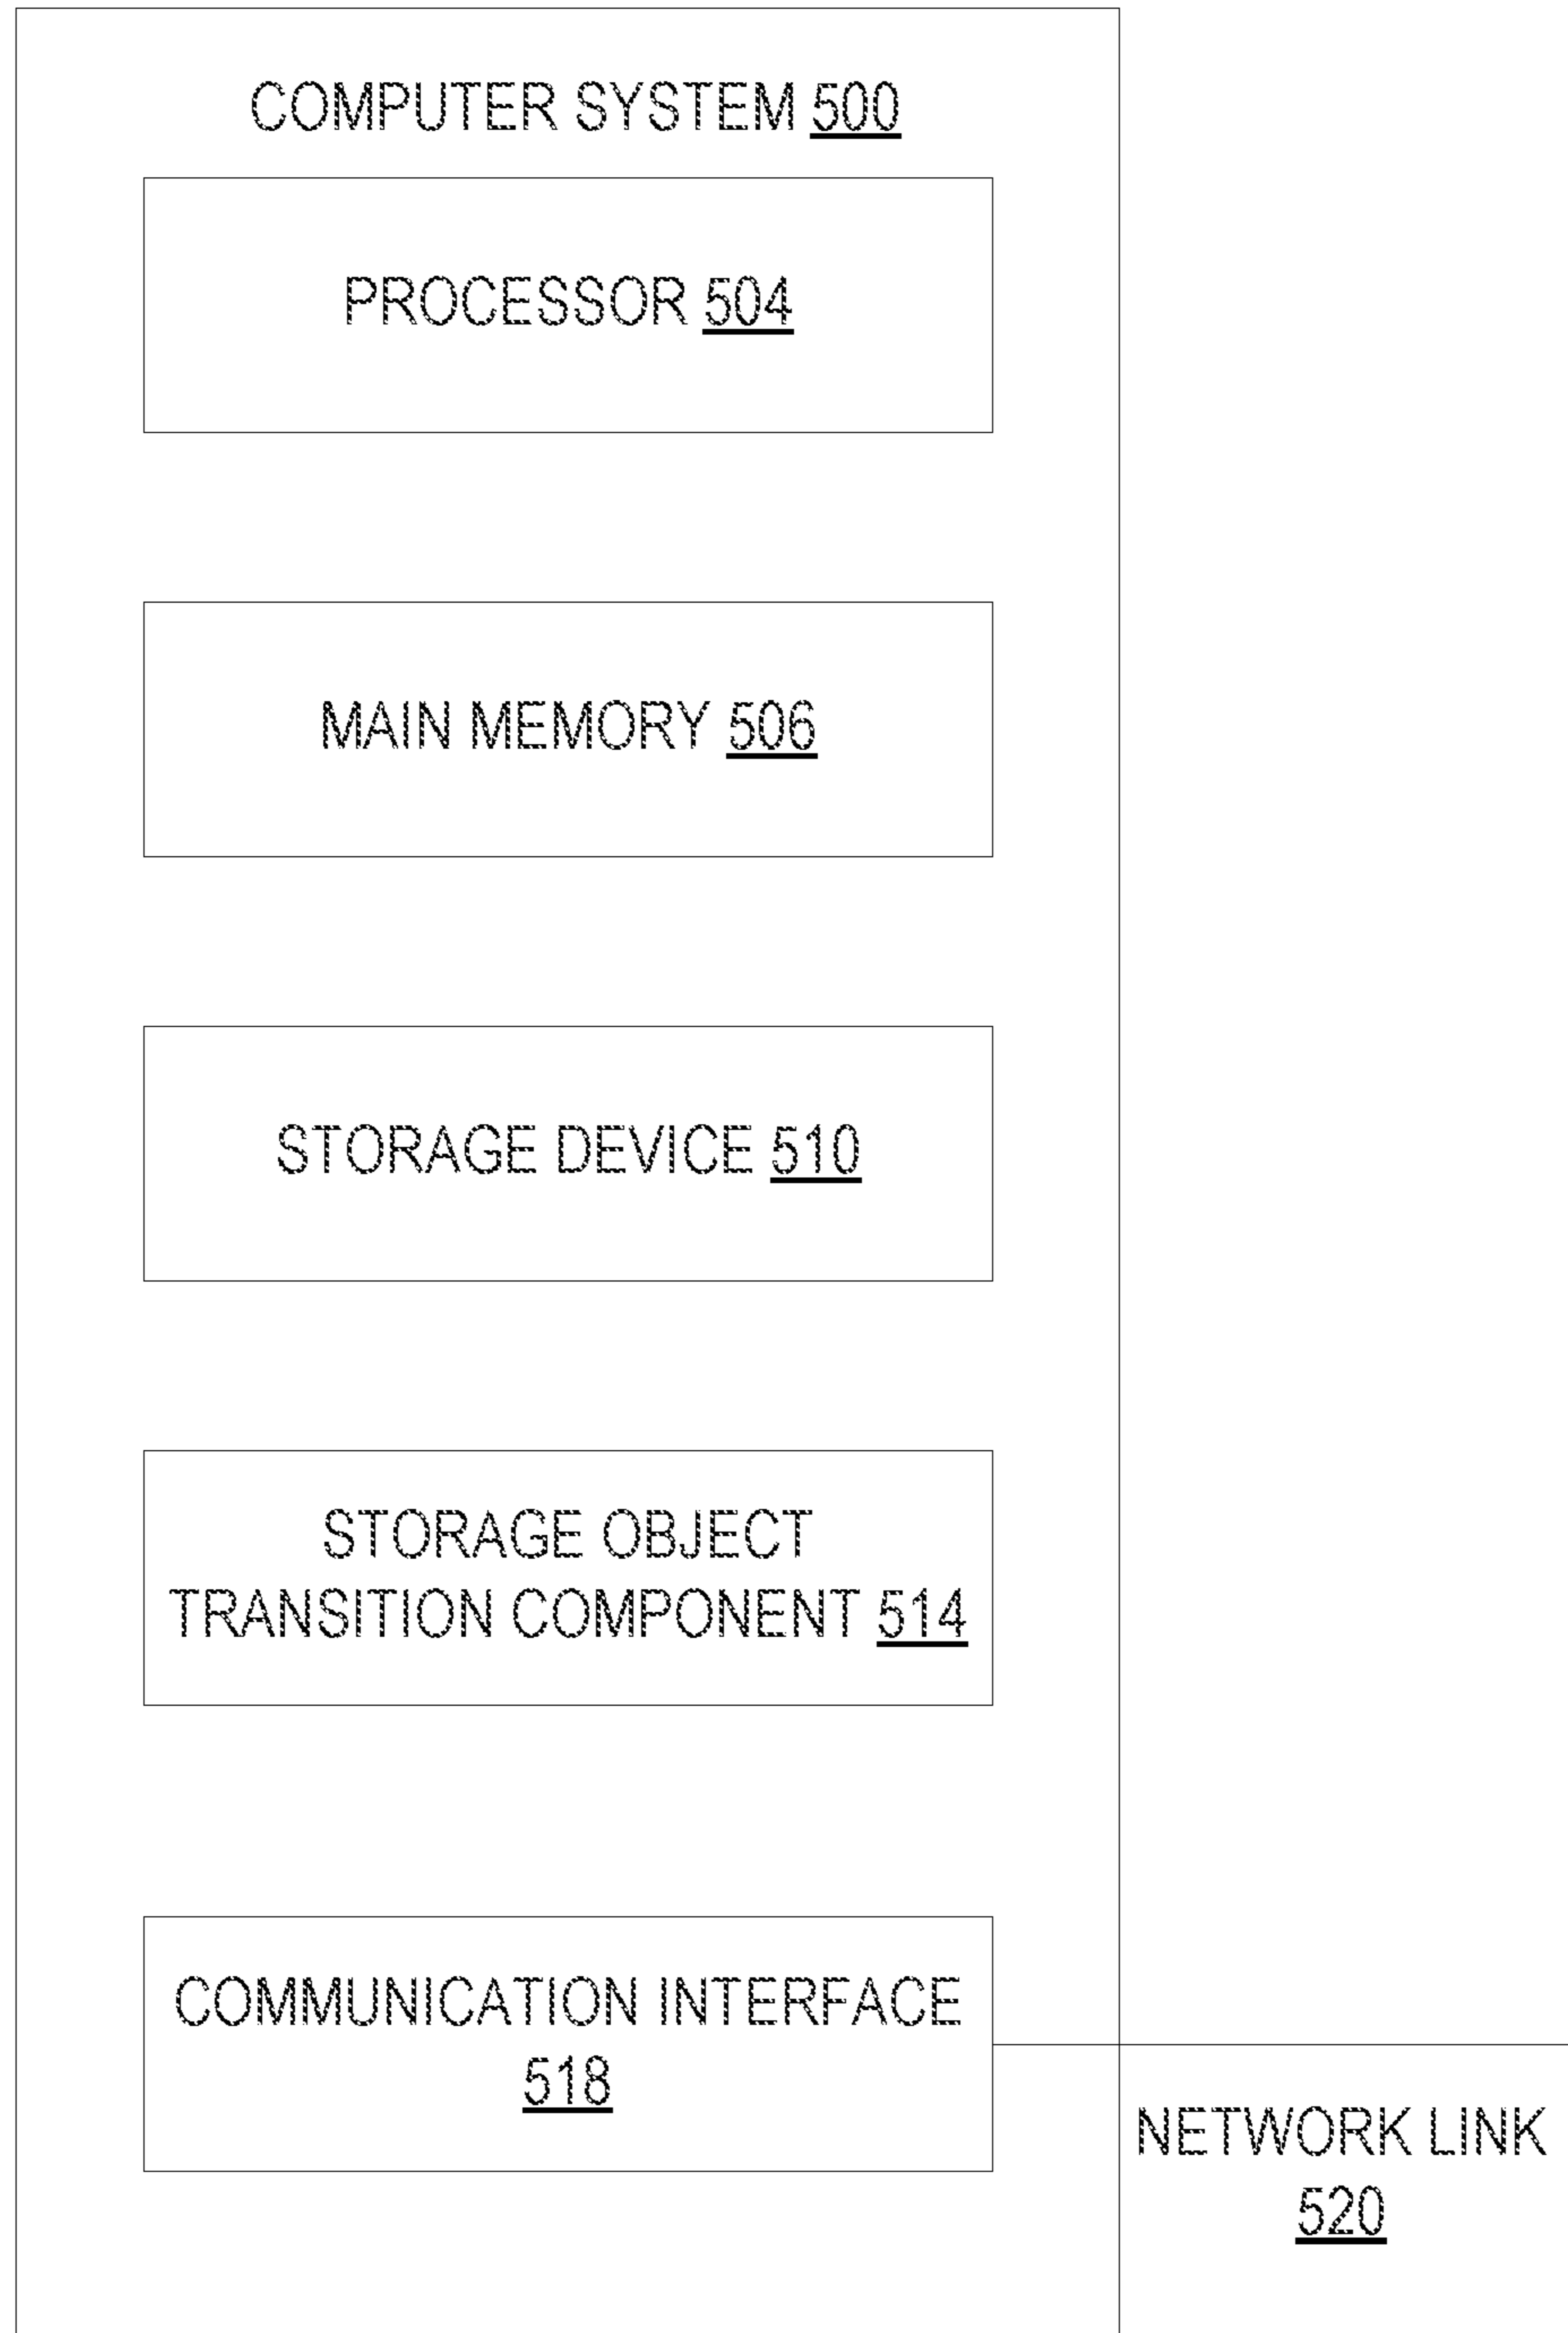 COMPUTER SYSTEM 500
PROCESSOR 504
MAIN MEMORY 506
STORAGE DEVICE 510
STORAGE OBJECT
TRANSITION COMPONENT 514
COMMUNICATION INTERFACE
518
NETWORK LINK
520